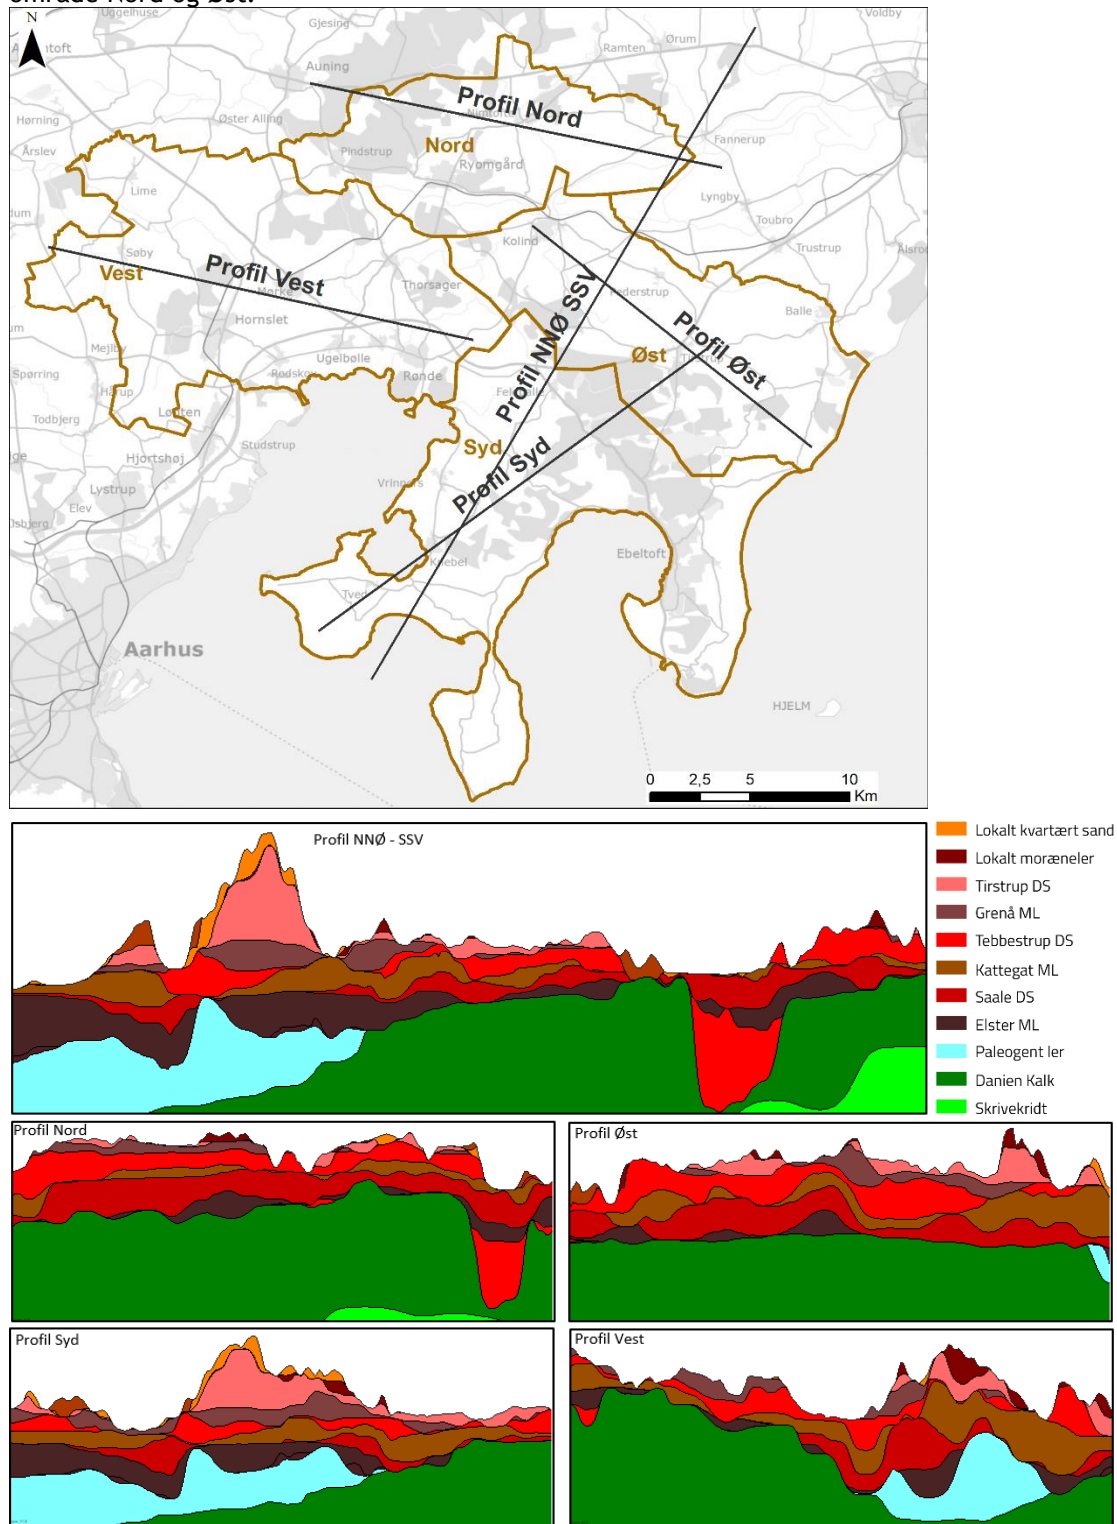 område Nord og Øst.
N
Uggelhuse
Gjesing
Voldby
Ramten
Ørum
Auning
Profil Nord
Hørning
Øster Alling
Nimtofte
Fannerup
Årslev
Pindstrup
Nord
Ryomgård
Lime
Lyngby
Toubro
Kolind
Trustrup
Søby
Vest
Profil Vest
Mørke
Thorsager
Profil NNØ SSV
Balle
Hornslet
Profil Øst
Mejlby
Ugelbølle
Øst
Tirstrup
Spørring
Rodskov
Rønde
Hårup
Todbjerg
Løgten
Syd
Profil Syd
Studstrup
Hjortshøj
Vrinners
Lystrup
Elev
Ebeltoft
Knebel
Tved
Aarhus
HJELM
0 2,5 5 10
Km
Profil NNØ - SSV
Lokalt kvartært sand
Lokalt moræneler
Tirstrup DS
Grenå ML
Tebbestrup DS
Kattegat ML
Saale DS
Elster ML
Paleogent ler
Danien Kalk
Skrivekridt
Profil Nord
Profil Øst
Profil Syd
Profil Vest